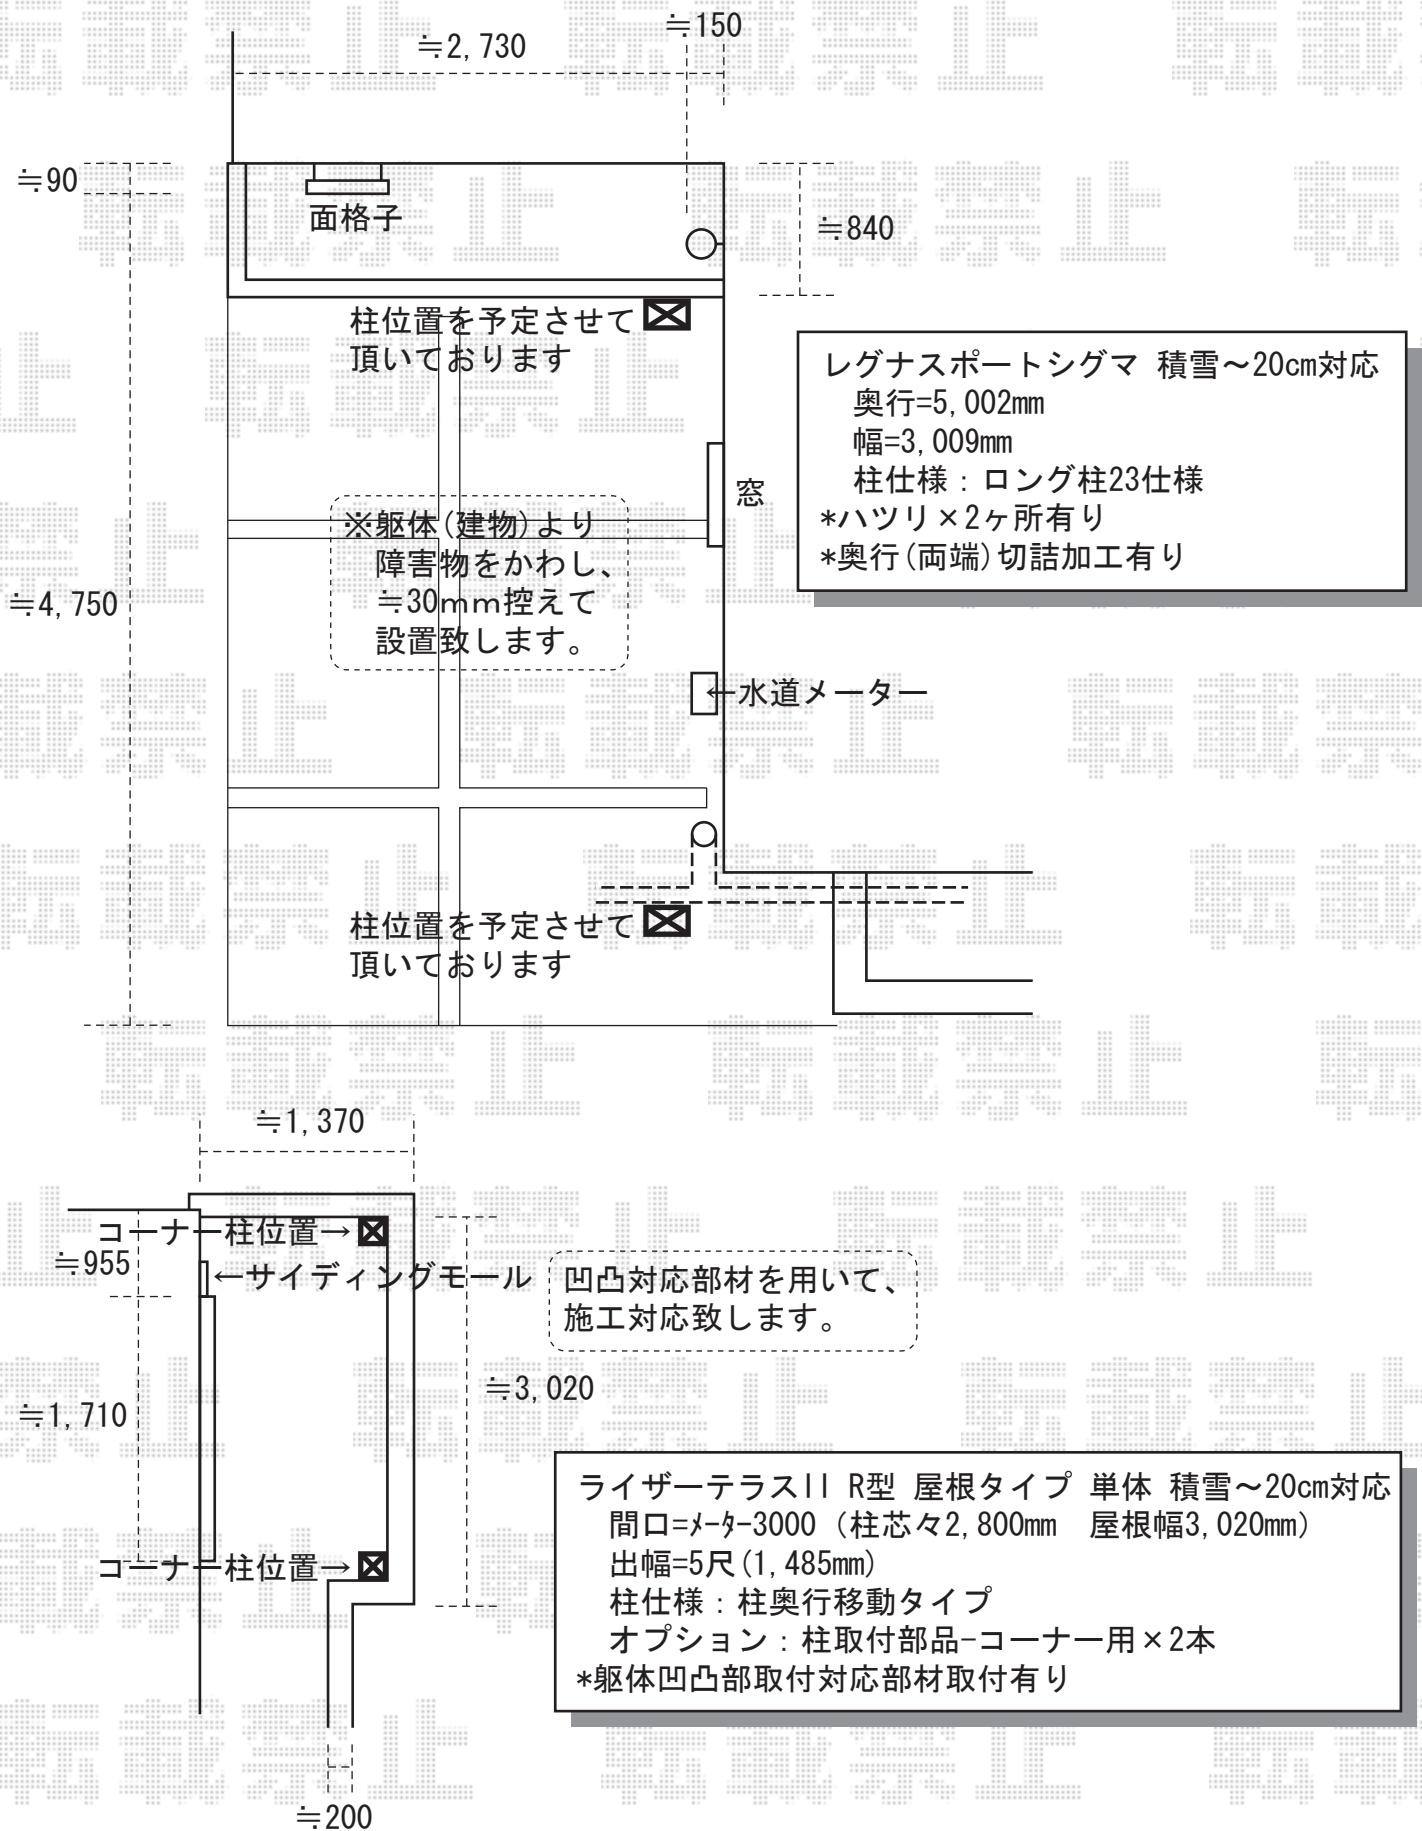 ≒150
≒2,730
≒90
面格子
≒840
柱位置を予定させて
頂いております
レグナスポートシグマ 積雪～20cm対応
奥行=5,002mm
幅=3,009mm
柱仕様：ロング柱23仕様
*ハツリ×2ヶ所有り
*奥行(両端)切詰加工有り
窓
※躯体(建物)より
障害物をかわし、
≒30mm控えて
設置致します。
≒4,750
←水道メーター
柱位置を予定させて
頂いております
≒1,370
コーナー柱位置→
≒955
←サイディングモール
凹凸対応部材を用いて、
施工対応致します。
≒3,020
≒1,710
ライザーテラスII R型 屋根タイプ 単体 積雪～20cm対応
間口=ﾒｰﾀｰ3000（柱芯々2,800mm 屋根幅3,020mm）
出幅=5尺(1,485mm)
柱仕様：柱奥行移動タイプ
オプション：柱取付部品-コーナー用×2本
*躯体凹凸部取付対応部材取付有り
コーナー柱位置→
≒200
転載禁止